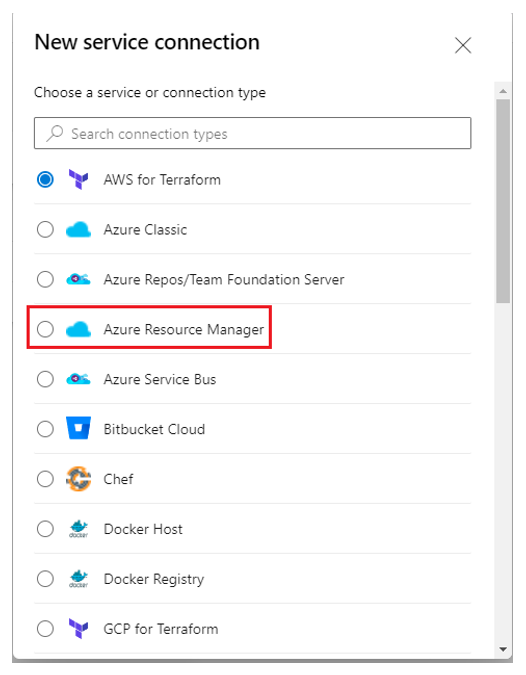 New service connection
Choose a service or connection type
Search connection types
AWS for Terraform
Azure Classic
Azure Repos/Team Foundation Server
Azure Resource Manager
Azure Service Bus
Bitbucket Cloud
Chef
docker Docker Host
docker Docker Registry
GCP for Terraform